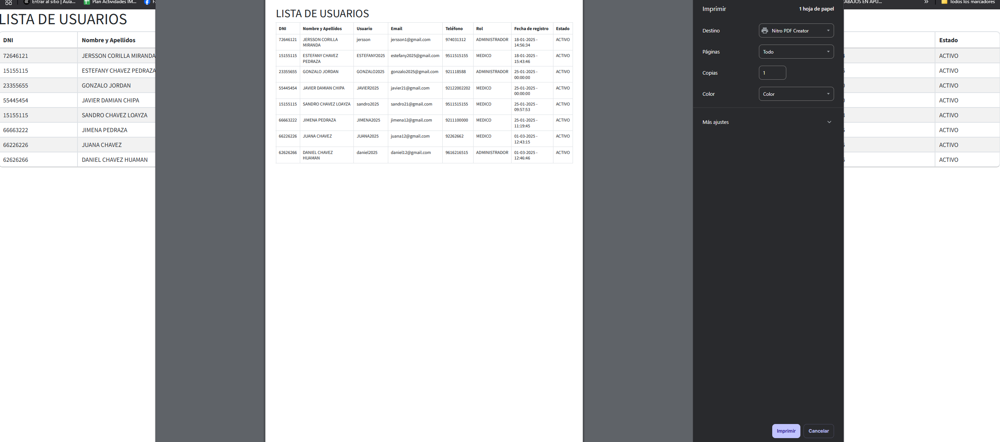 Entrar al sitio | Aula... Plan Actividades IM...
ABAJOS EN APU... Todos los marcadores
LISTA DE USUARIOS
DNI Nombre y Apellidos
72646121 JERSSON CORILLA MIRANDA
15155115 ESTEFANY CHAVEZ PEDRAZA
23355655 GONZALO JORDAN
55445454 JAVIER DAMIAN CHIPA
15155115 SANDRO CHAVEZ LOAYZA
66663222 JIMENA PEDRAZA
66226226 JUANA CHAVEZ
62626266 DANIEL CHAVEZ HUAMAN
LISTA DE USUARIOS
DNI Nombre y Apellidos Usuario Email Teléfono Rol Fecha de registro Estado
72646121 JERSSON CORILLA MIRANDA jersson jersson1@gmail.com 974031312 ADMINISTRADOR 18-01-2025 - 14:56:34 ACTIVO
15155115 ESTEFANY CHAVEZ PEDRAZA ESTEFANY2025 estefany2025@gmail.com 9511515155 MEDICO 18-01-2025 - 15:43:46 ACTIVO
23355655 GONZALO JORDAN GONZALO2025 gonzalo2025@gmail.com 921118588 ADMINISTRADOR 25-01-2025 - 00:00:00 ACTIVO
55445454 JAVIER DAMIAN CHIPA JAVIER2025 javier21@gmail.com 92122002202 MEDICO 25-01-2025 - 00:00:00 ACTIVO
15155115 SANDRO CHAVEZ LOAYZA sandro2025 sandro21@gmail.com 9511515155 MEDICO 25-01-2025 - 09:57:53 ACTIVO
66663222 JIMENA PEDRAZA JIMENA2025 jimena12@gmail.com 9211100000 MEDICO 25-01-2025 - 11:19:45 ACTIVO
66226226 JUANA CHAVEZ JUANA2025 juana12@gmail.com 92262662 MEDICO 01-03-2025 - 12:43:15 ACTIVO
62626266 DANIEL CHAVEZ HUAMAN daniel2025 daniel12@gmail.com 9616216515 ADMINISTRADOR 01-03-2025 - 12:46:46 ACTIVO
Imprimir 1 hoja de papel
Destino Nitro PDF Creator
Páginas Todo
Copias 1
Color Color
Más ajustes
Imprimir Cancelar
Estado
ACTIVO
ACTIVO
ACTIVO
ACTIVO
ACTIVO
ACTIVO
ACTIVO
ACTIVO